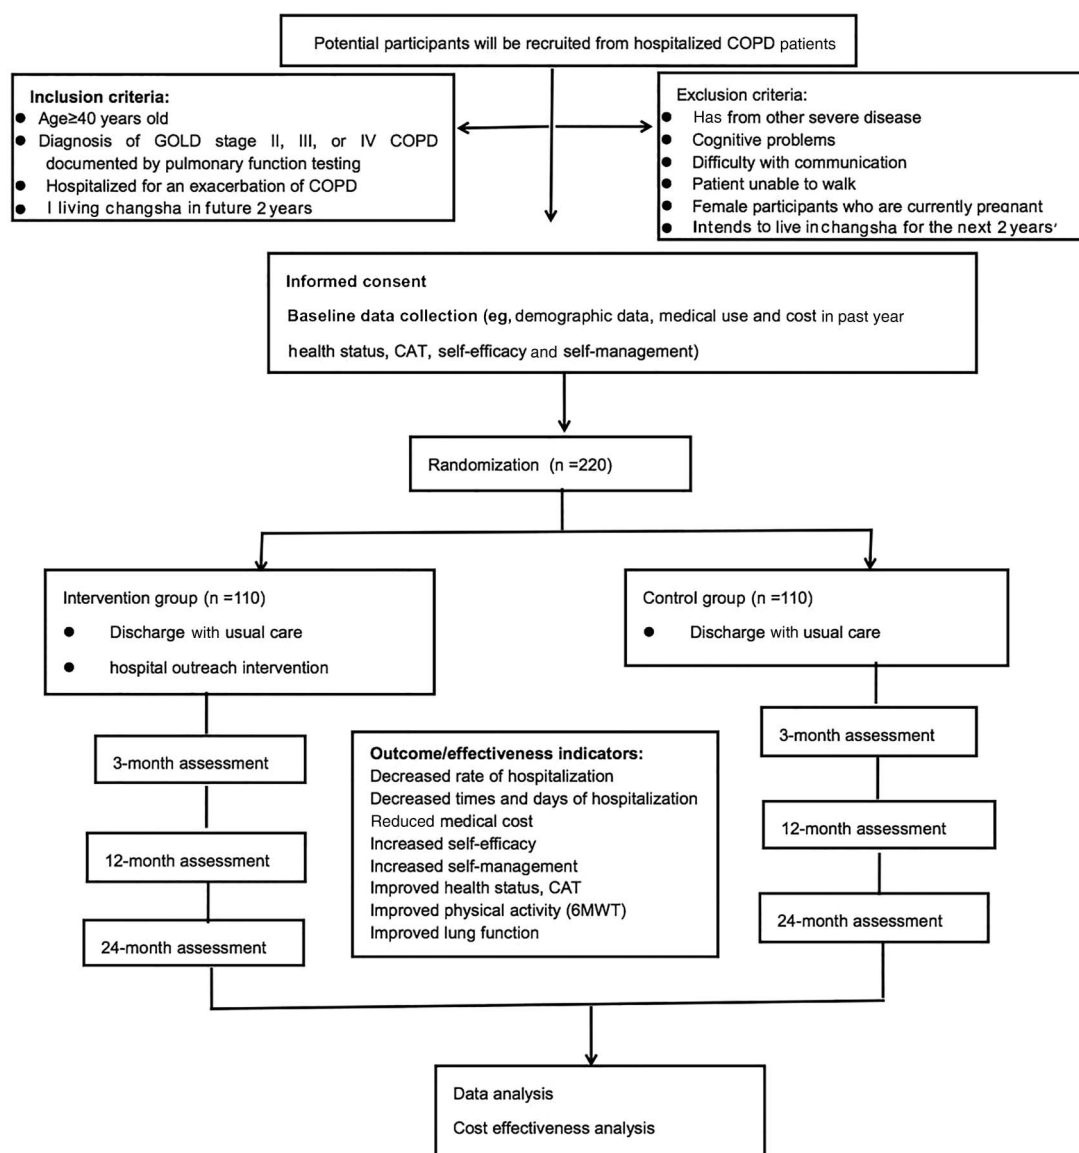 Potential participants will be recruited from hospitalized COPD patients
Inclusion criteria:
● Age≥40 years old
● Diagnosis of GOLD stage II, III, or IV COPD
documented by pulmonary function testing
● Hospitalized for an exacerbation of COPD
● I living changsha in future 2 years
Exclusion criteria:
● Has from other severe disease
● Cognitive problems
● Difficulty with communication
● Patient unable to walk
● Female participants who are currently pregnant
● Intends to live in changsha for the next 2 years'
Informed consent
Baseline data collection (eg, demographic data, medical use and cost in past year
health status, CAT, self-efficacy and self-management)
Randomization (n =220)
Intervention group (n =110)
● Discharge with usual care
● hospital outreach intervention
Control group (n =110)
● Discharge with usual care
3-month assessment
12-month assessment
24-month assessment
Outcome/effectiveness indicators:
Decreased rate of hospitalization
Decreased times and days of hospitalization
Reduced medical cost
Increased self-efficacy
Increased self-management
Improved health status, CAT
Improved physical activity (6MWT)
Improved lung function
3-month assessment
12-month assessment
24-month assessment
Data analysis
Cost effectiveness analysis